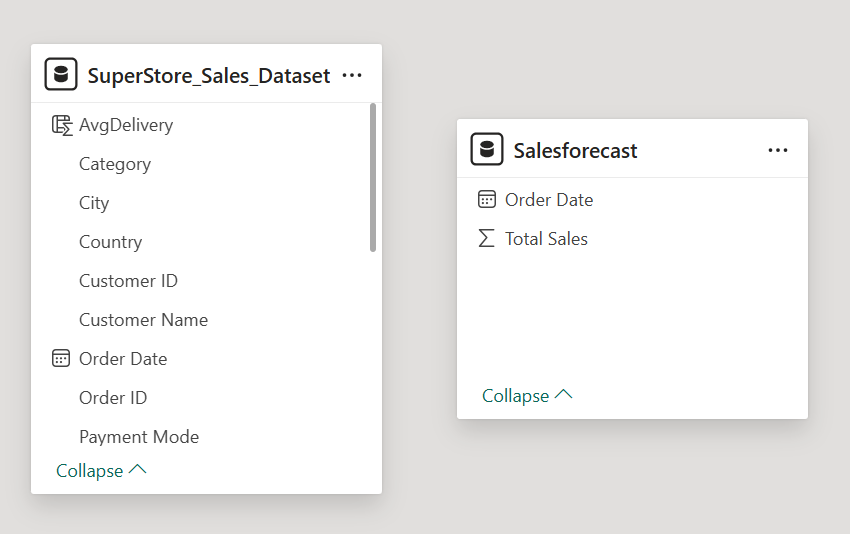 SuperStore_Sales_Dataset
AvgDelivery
Category
City
Country
Customer ID
Customer Name
Order Date
Order ID
Payment Mode
Collapse
Salesforecast
Order Date
Total Sales
Collapse